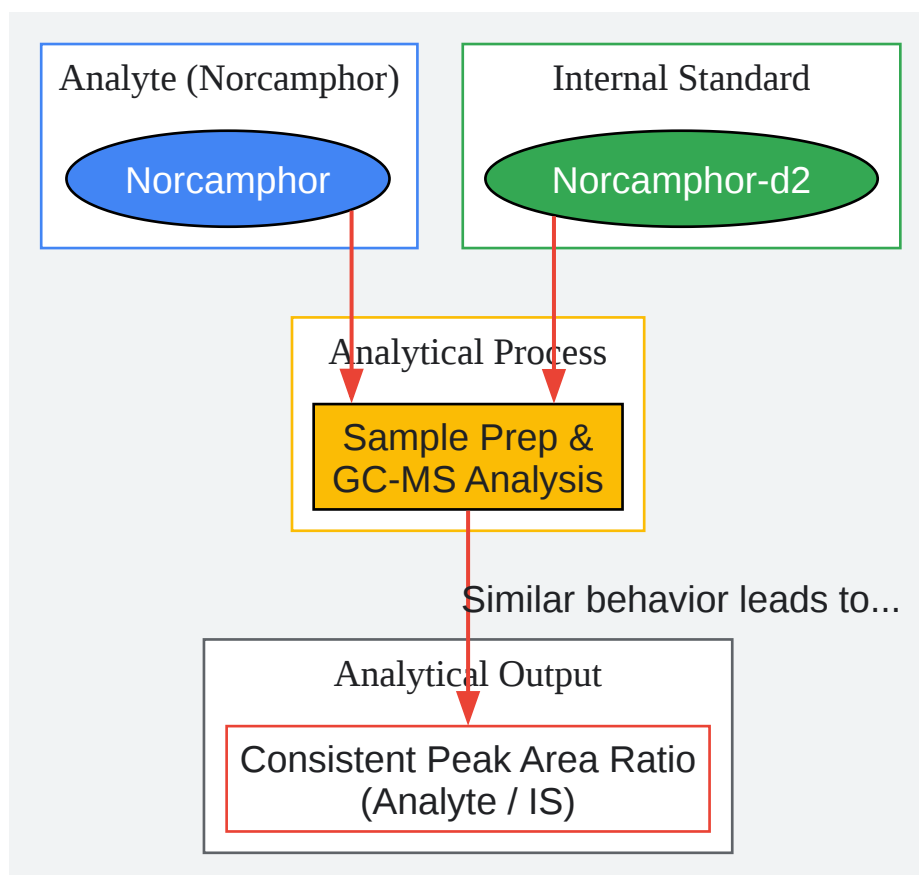 Analyte (Norcamphor)
Norcamphor
Internal Standard
Norcamphor-d2
Analytical Process
Sample Prep &
GC-MS Analysis
Similar behavior leads to...
Analytical Output
Consistent Peak Area Ratio
(Analyte / IS)